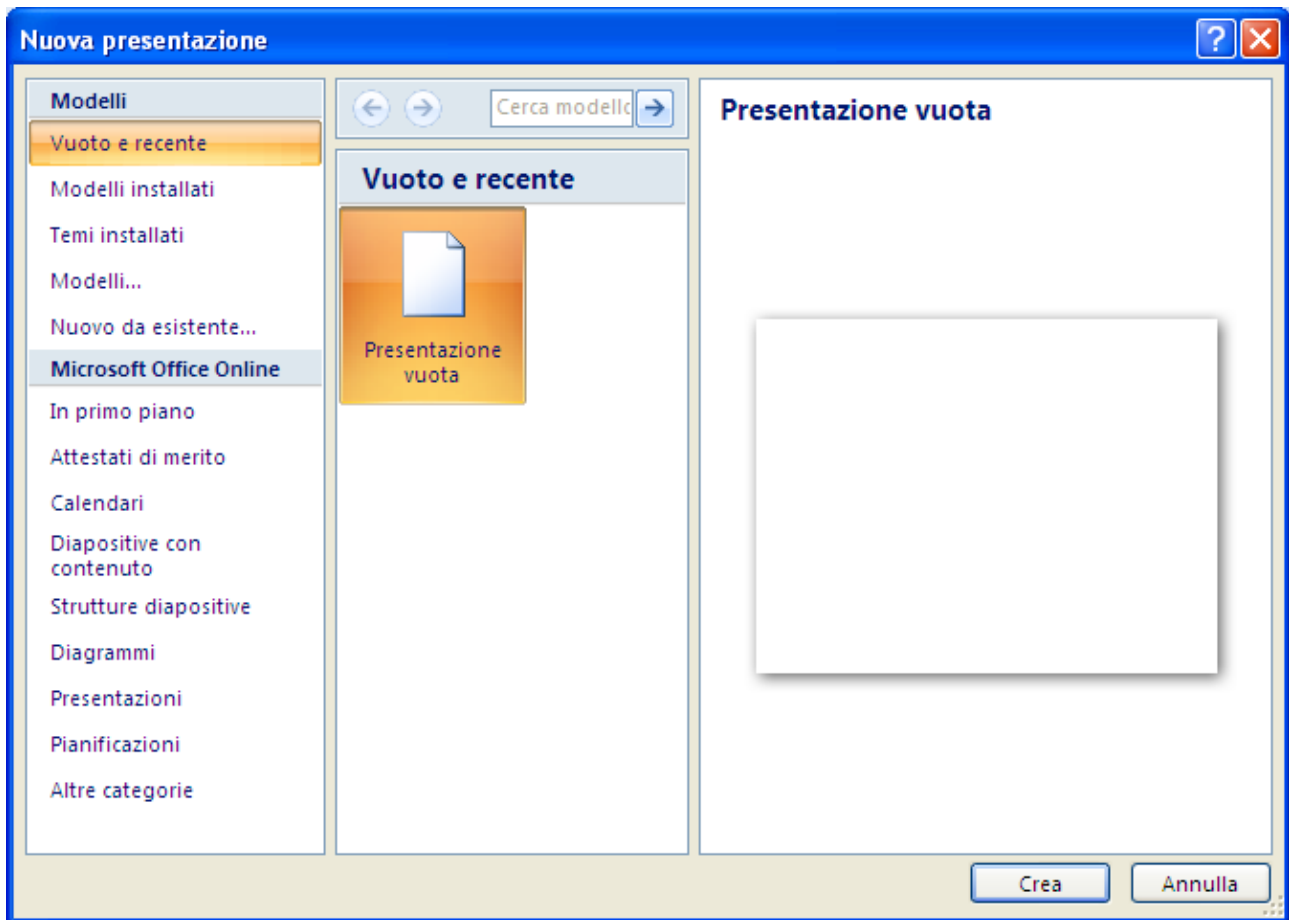 Nuova presentazione
Modelli
Vuoto e recente
Modelli installati
Temi installati
Modelli...
Nuovo da esistente...
Microsoft Office Online
In primo piano
Attestati di merito
Calendari
Diapositive con
contenuto
Strutture diapositive
Diagrammi
Presentazioni
Pianificazioni
Altre categorie
Cerca modello
Vuoto e recente
Presentazione
vuota
Presentazione vuota
Crea
Annulla